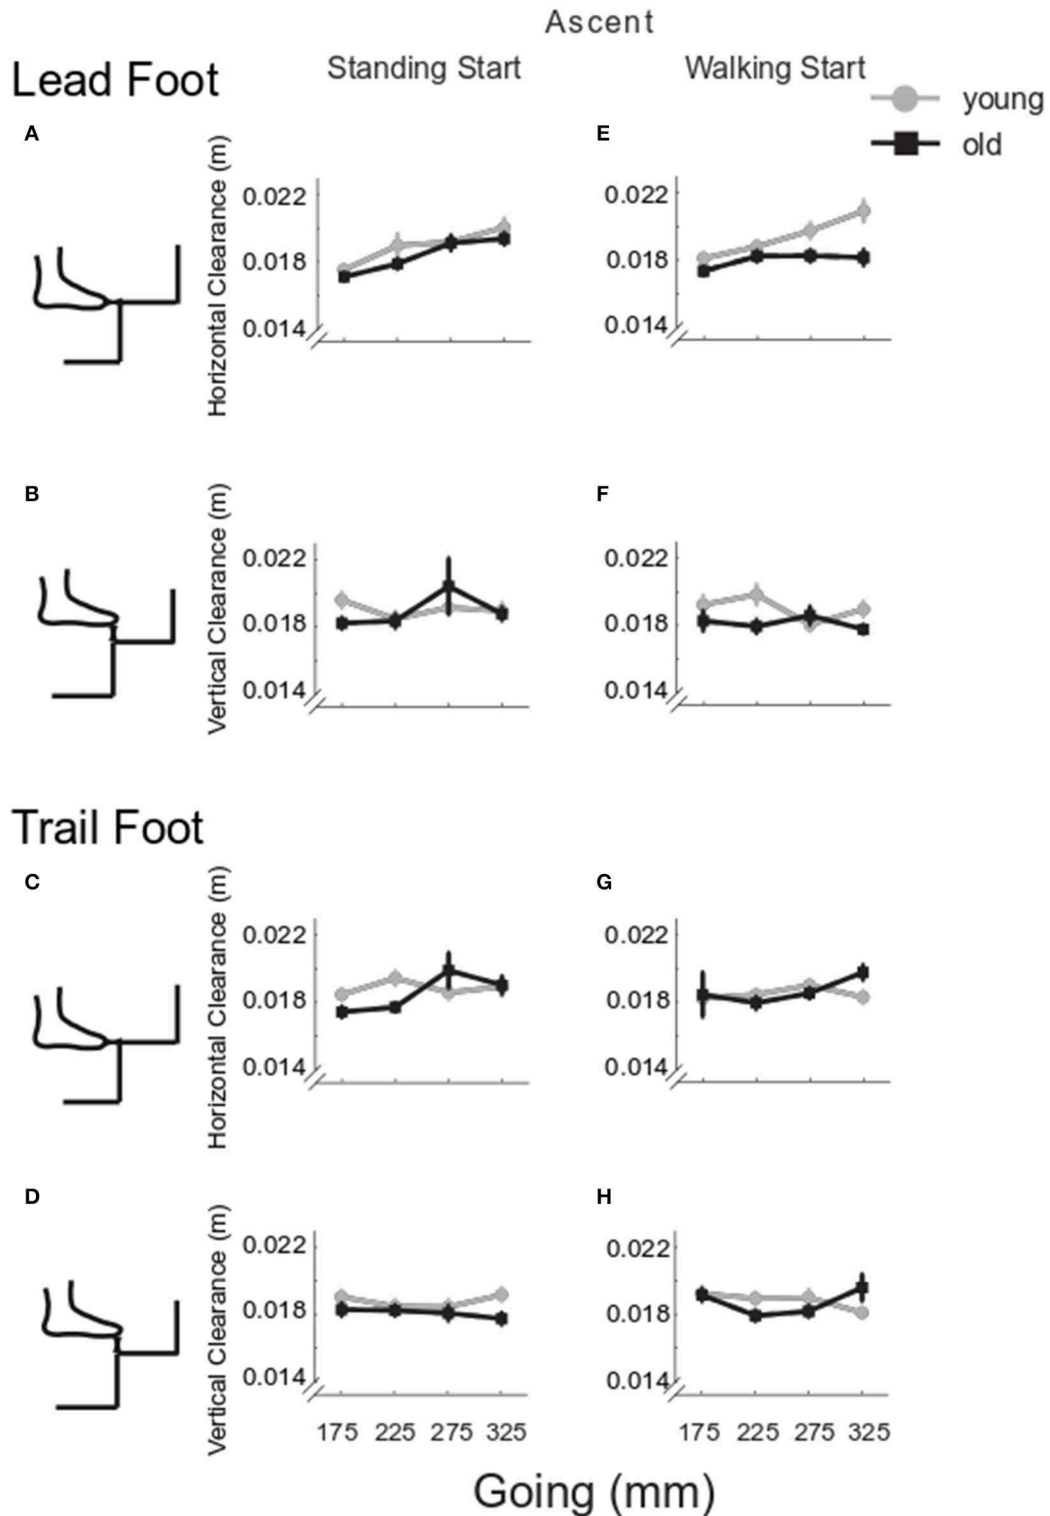 Ascent
Lead Foot
Standing Start
Walking Start
young
old
A
Horizontal Clearance (m)
0.022
0.018
0.014
E
0.022
0.018
0.014
B
Vertical Clearance (m)
0.022
0.018
0.014
F
0.022
0.018
0.014
Trail Foot
C
Horizontal Clearance (m)
0.022
0.018
0.014
G
0.022
0.018
0.014
D
Vertical Clearance (m)
0.022
0.018
0.014
H
0.022
0.018
0.014
175 225 275 325
175 225 275 325
Going (mm)